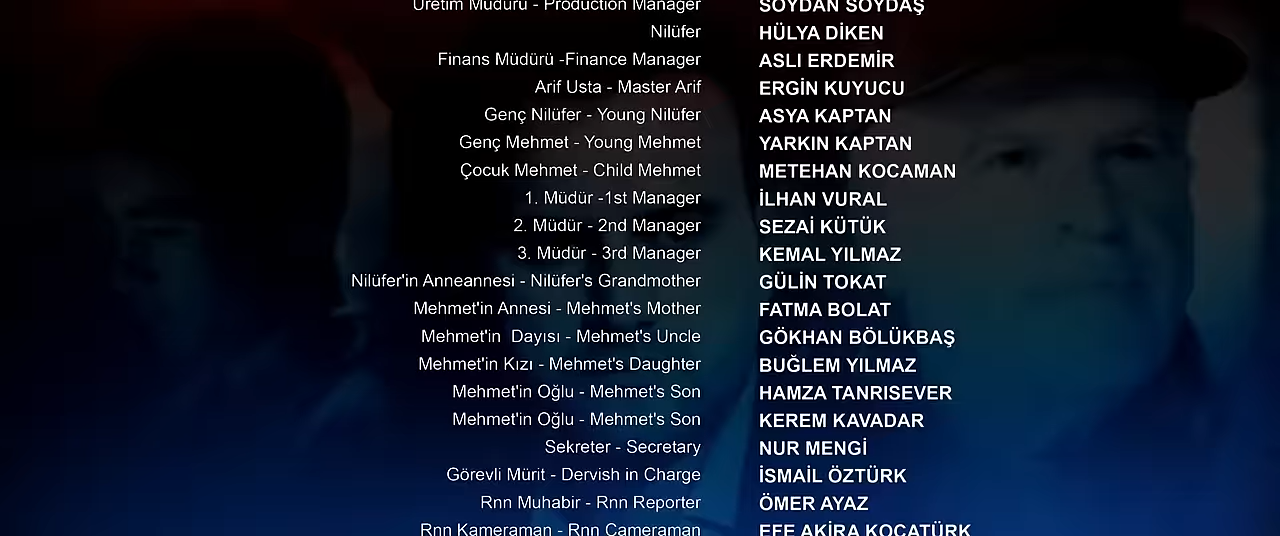 Üretim Müdürü - Production Manager SOYDAN SOYDAŞ
Nilüfer HÜLYA DİKEN
Finans Müdürü -Finance Manager ASLI ERDEMİR
Arif Usta - Master Arif ERGİN KUYUCU
Genç Nilüfer - Young Nilüfer ASYA KAPTAN
Genç Mehmet - Young Mehmet YARKIN KAPTAN
Çocuk Mehmet - Child Mehmet METEHAN KOCAMAN
1. Müdür -1st Manager İLHAN VURAL
2. Müdür - 2nd Manager SEZAİ KÜTÜK
3. Müdür - 3rd Manager KEMAL YILMAZ
Nilüfer'in Anneannesi - Nilüfer's Grandmother GÜLİN TOKAT
Mehmet'in Annesi - Mehmet's Mother FATMA BOLAT
Mehmet'in  Dayısı - Mehmet's Uncle GÖKHAN BÖLÜKBAŞ
Mehmet'in Kızı - Mehmet's Daughter BUĞLEM YILMAZ
Mehmet'in Oğlu - Mehmet's Son HAMZA TANRISEVER
Mehmet'in Oğlu - Mehmet's Son KEREM KAVADAR
Sekreter - Secretary NUR MENGİ
Görevli Mürit - Dervish in Charge İSMAİL ÖZTÜRK
Rnn Muhabir - Rnn Reporter ÖMER AYAZ
Rnn Kameraman - Rnn Cameraman EFE AKİRA KOCATÜRK